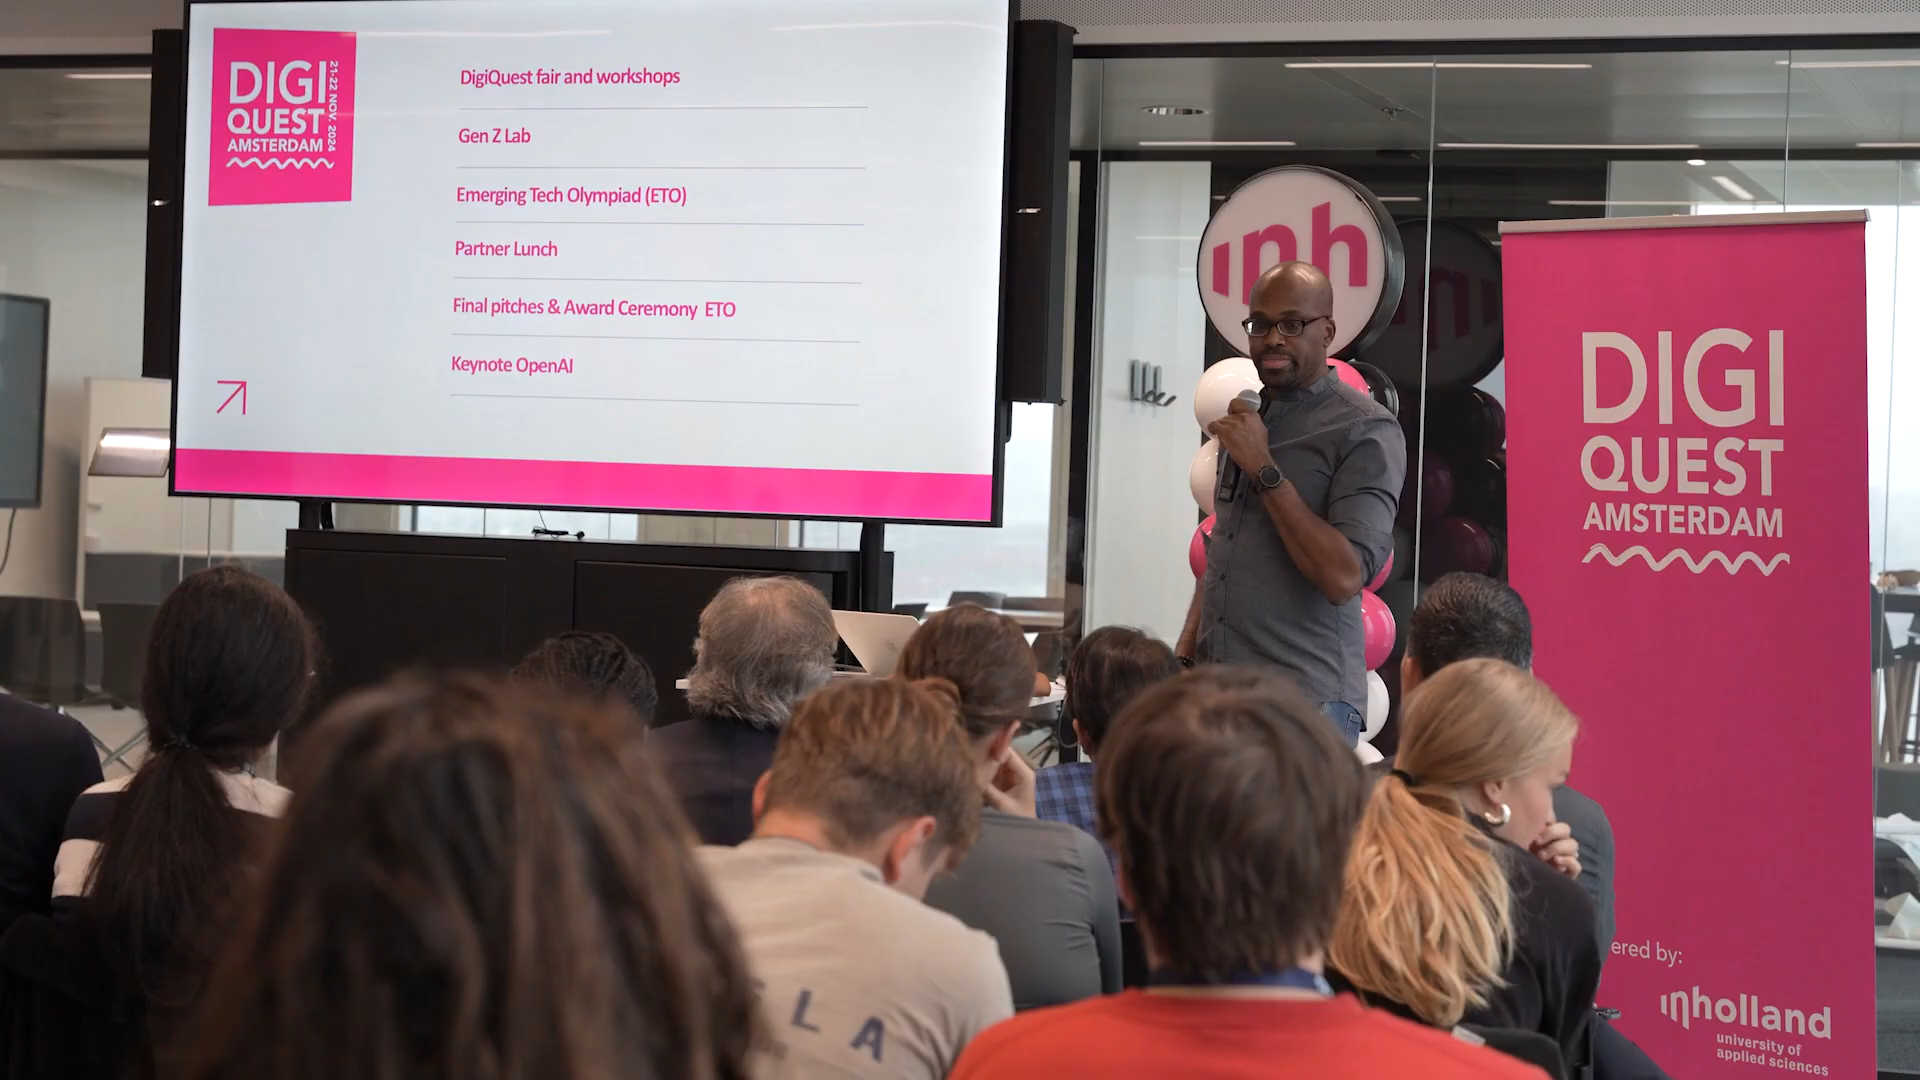 DIGI
QUEST
AMSTERDAM
21-22 NOV. 2024
DigiQuest fair and workshops
Gen Z Lab
Emerging Tech Olympiad (ETO)
Partner Lunch
Final pitches & Award Ceremony ETO
Keynote OpenAI
inh
DIGI
QUEST
AMSTERDAM
ered by:
inholland
university of
applied sciences
L A